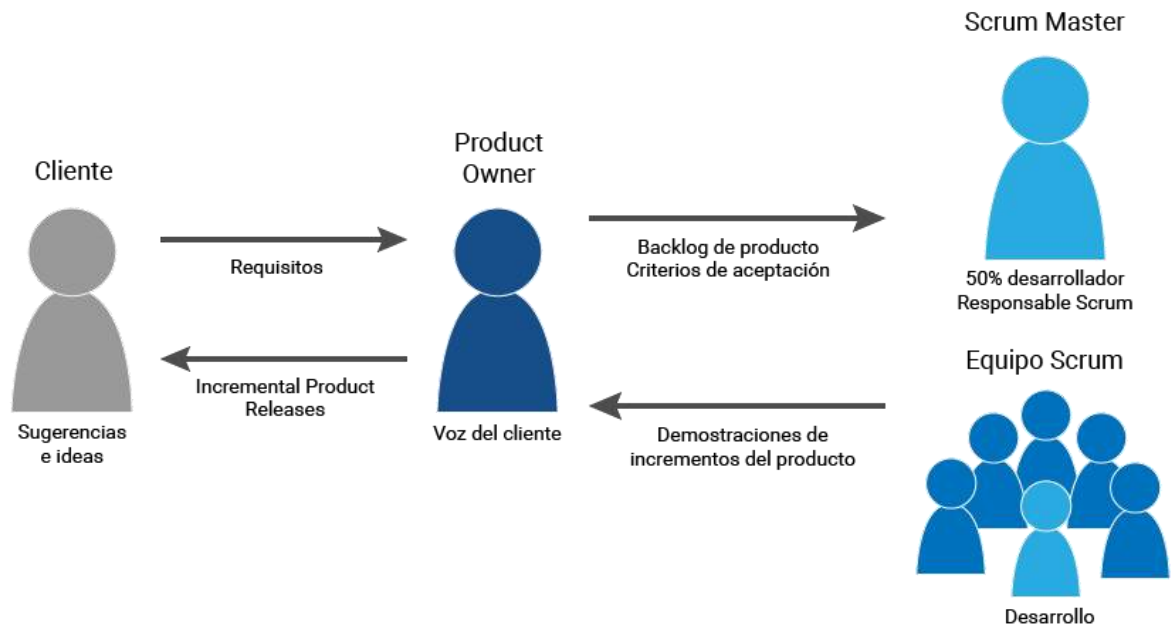 Cliente
Sugerencias
e ideas
Requisitos
Incremental Product
Releases
Product
Owner
Voz del cliente
Backlog de producto
Criterios de aceptación
Demostraciones de
incrementos del producto
Scrum Master
50% desarrollador
Responsable Scrum
Equipo Scrum
Desarrollo